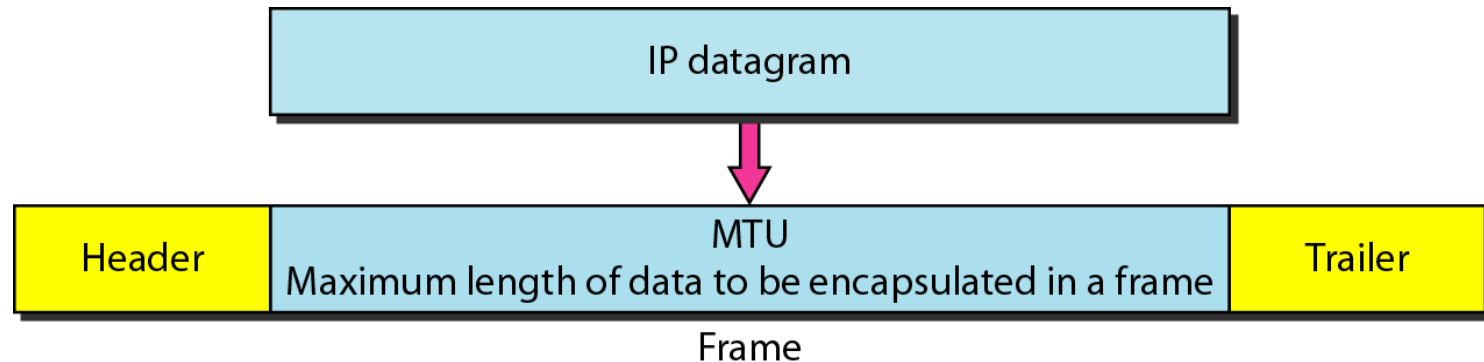 IP datagram
Header
MTU
Maximum length of data to be encapsulated in a frame
Trailer
Frame